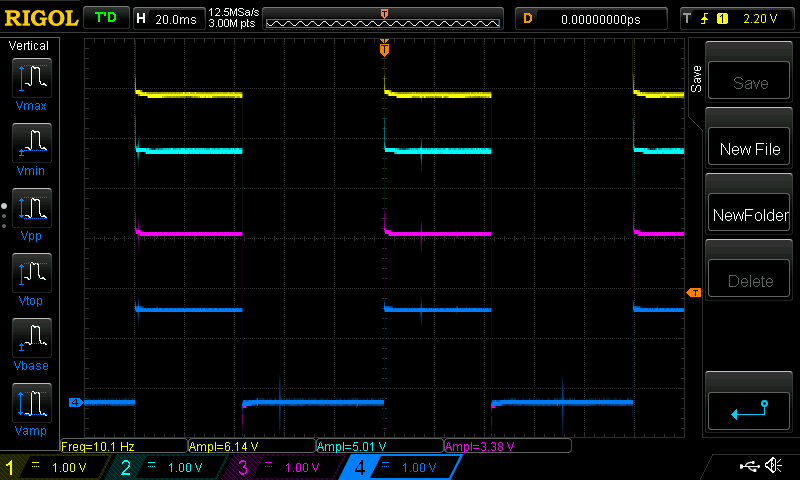 RIGOL T'D H 20.0ms 12.5MSa/s 3.00M pts T D 0.00000000ps T 1 2.20 V
Vertical
T
Save
Save
Vmax
New File
Vmin
NewFolder
Vpp
Delete
T
Vtop
Vbase
4
Vamp
Freq=10.1 Hz Ampl=6.14 V Ampl=5.01 V Ampl=3.38 V
1 = 1.00 V 2 = 1.00 V 3 = 1.00 V 4 = 1.00 V